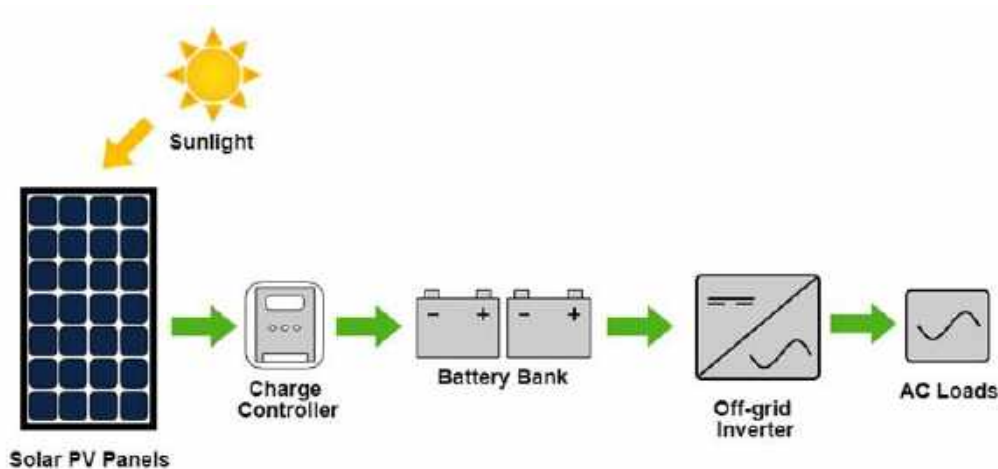 Sunlight
Solar PV Panels
Charge
Controller
- + - +
Battery Bank
Off-grid
Inverter
AC Loads